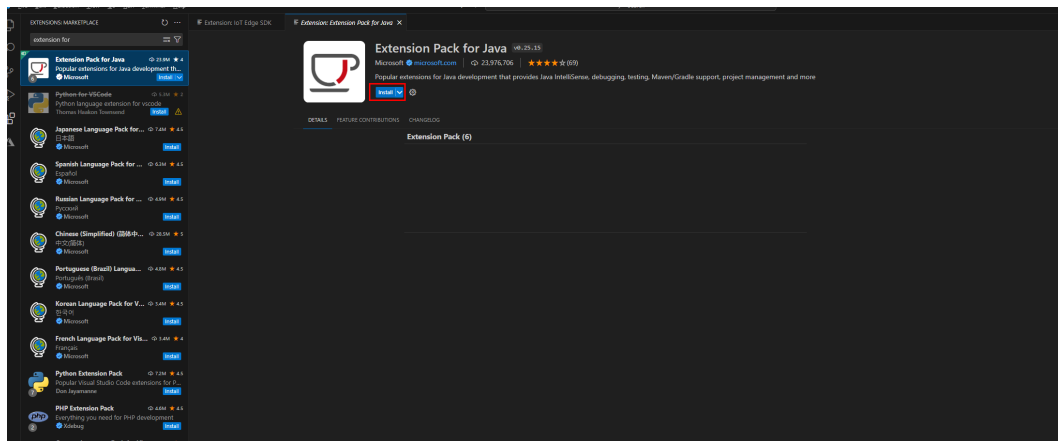 EXTENSIONS: MARKETPLACE
extension for
Extension Pack for Java 23.9M ★ 4
Popular extensions for Java development th...
Microsoft Install
Python for VSCode
Python language extension for vscode
Thomas Haakon Townsend Install
Japanese Language Pack for... 7.4M ★ 4.5
日本語
Microsoft Install
Spanish Language Pack for ... 6.3M ★ 4.5
Español
Microsoft Install
Russian Language Pack for ... 4.9M ★ 4.5
Русский
Microsoft Install
Chinese (Simplified) (简体中... 28.5M ★ 5
中文(简体)
Microsoft Install
Portuguese (Brazil) Langua... 4.8M ★ 4.5
Português (Brasil)
Microsoft Install
Korean Language Pack for V... 3.4M ★ 4.5
한국어
Microsoft Install
French Language Pack for Vis... 3.4M ★ 4
Français
Microsoft Install
Python Extension Pack 7.2M ★ 4.5
Popular Visual Studio Code extensions for P...
Don Jayamanne Install
PHP Extension Pack 4.6M ★ 4.5
Everything you need for PHP development
Xdebug Install
Extension: IoT Edge SDK
Extension: Extension Pack for Java
Extension Pack for Java v0.25.15
Microsoft microsoft.com 23,976,706 ★★★★☆ (69)
Popular extensions for Java development that provides Java IntelliSense, debugging, testing, Maven/Gradle support, project management and more
Install
DETAILS FEATURE CONTRIBUTIONS CHANGELOG
Extension Pack (6)